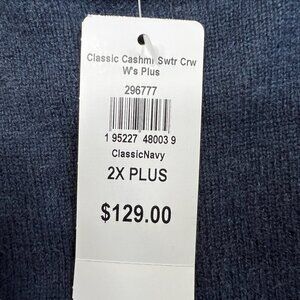 Classic Cashmr Swtr Crw
W's Plus
296777
1 95227 48003 9
ClassicNavy
2X PLUS
$129.00